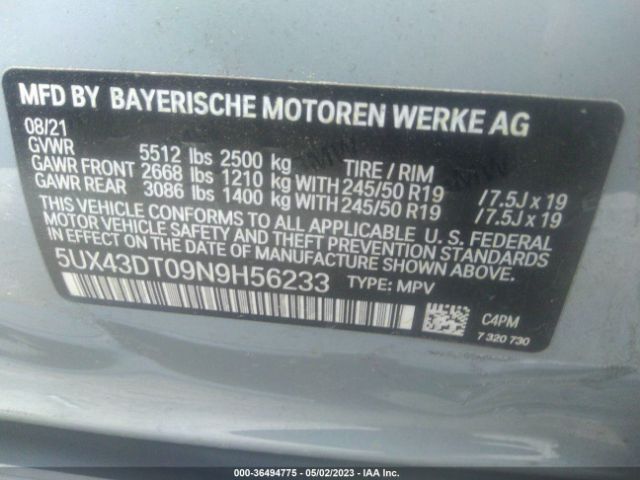 MFD BY BAYERISCHE MOTOREN WERKE AG
08/21
GVWR 5512 lbs 2500 kg TIRE / RIM
GAWR FRONT 2668 lbs 1210 kg WITH 245/50 R19 / 7.5J x 19
GAWR REAR 3086 lbs 1400 kg WITH 245/50 R19 / 7.5J x 19
THIS VEHICLE CONFORMS TO ALL APPLICABLE U. S. FEDERAL
MOTOR VEHICLE SAFETY AND THEFT PREVENTION STANDARDS
IN EFFECT ON THE DATE OF MANUFACTURE SHOWN ABOVE.
5UX43DT09N9H56233 TYPE: MPV
C4PM
7 320 730
000-36494775 - 05/02/2023 - IAA Inc.